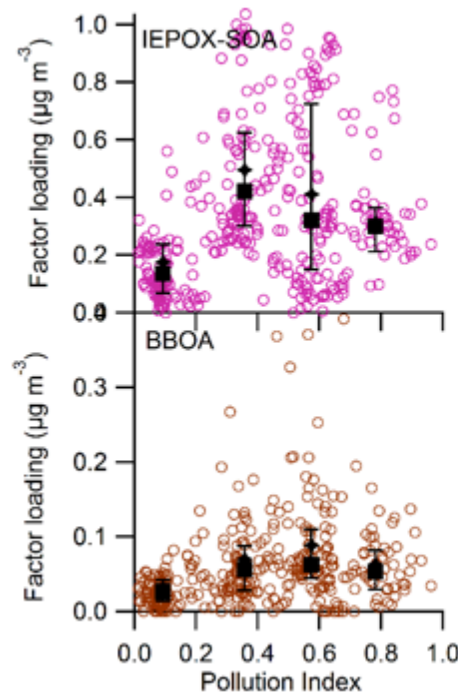 IEPOX-SOA
Factor loading (µg m⁻³)
1.0
0.8
0.6
0.4
0.2
0.0
BBOA
Factor loading (µg m⁻³)
0.3
0.2
0.1
0.0
0.0 0.2 0.4 0.6 0.8 1.0
Pollution Index